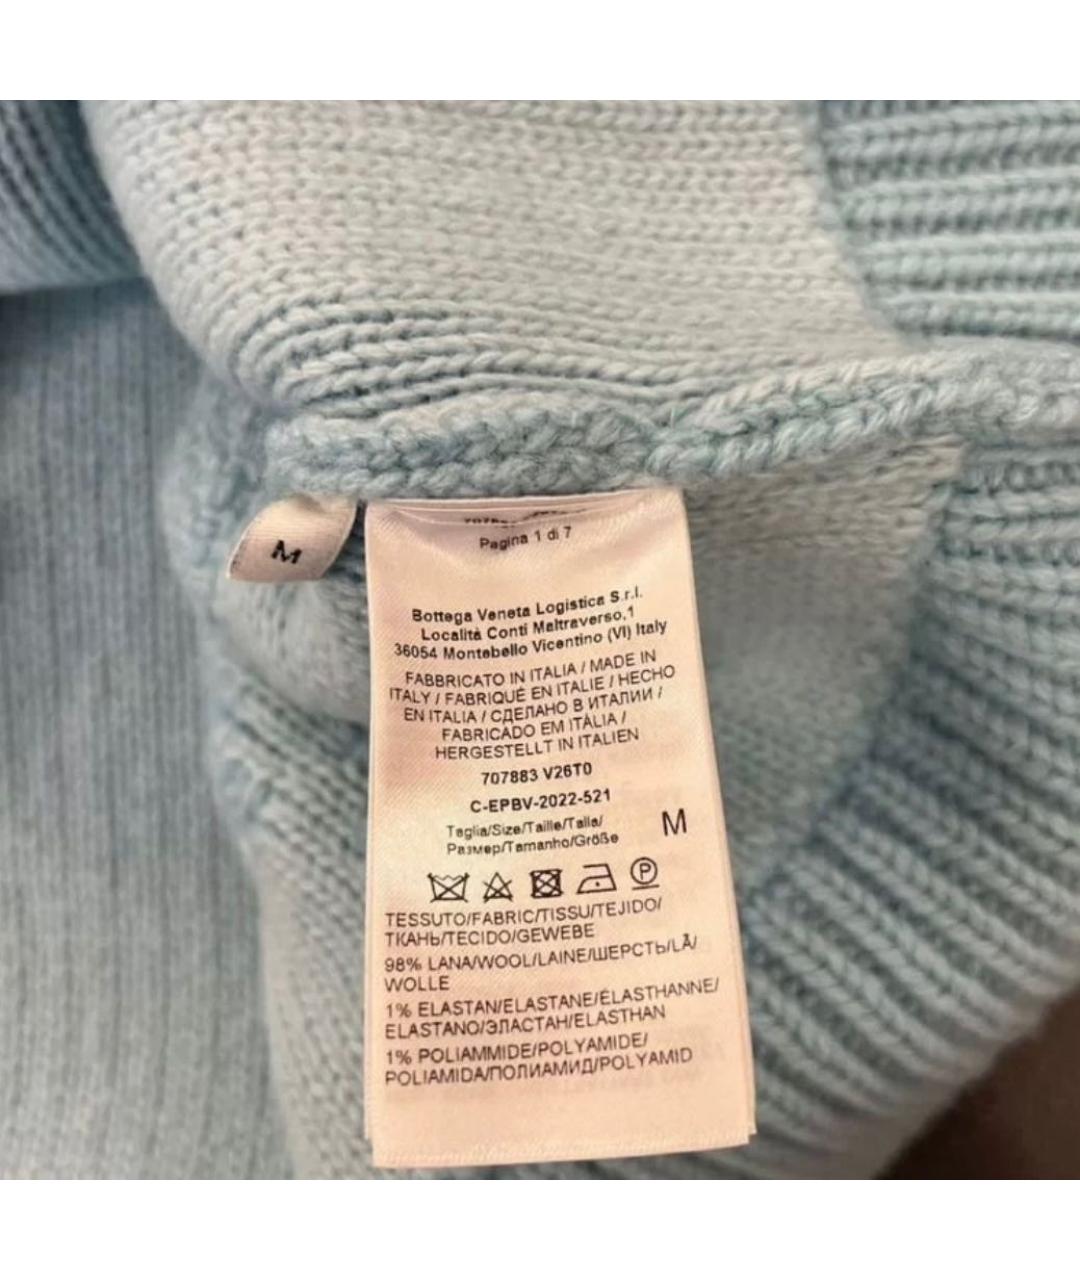 M
Pagina 1 di 7
Bottega Veneta Logistica S.r.l.
Località Conti Maltraverso,1
36054 Montebello Vicentino (VI) Italy
FABBRICATO IN ITALIA / MADE IN
ITALY / FABRIQUÉ EN ITALIE / HECHO
EN ITALIA / СДЕЛАНО В ИТАЛИИ /
FABRICADO EM ITÀLIA /
HERGESTELLT IN ITALIEN
707883 V26T0
C-EPBV-2022-521
Taglia/Size/Taille/Talla/
Размер/Tamanho/Größe
M
P
TESSUTO/FABRIC/TISSU/TEJIDO/
ТКАНЬ/TECIDO/GEWEBE
98% LANA/WOOL/LAINE/ШЕРСТЬ/LÃ/
WOLLE
1% ELASTAN/ELASTANE/ÉLASTHANNE/
ELASTANO/ЭЛАСТАН/ELASTHAN
1% POLIAMMIDE/POLYAMIDE/
POLIAMIDA/ПОЛИАМИД/POLYAMID